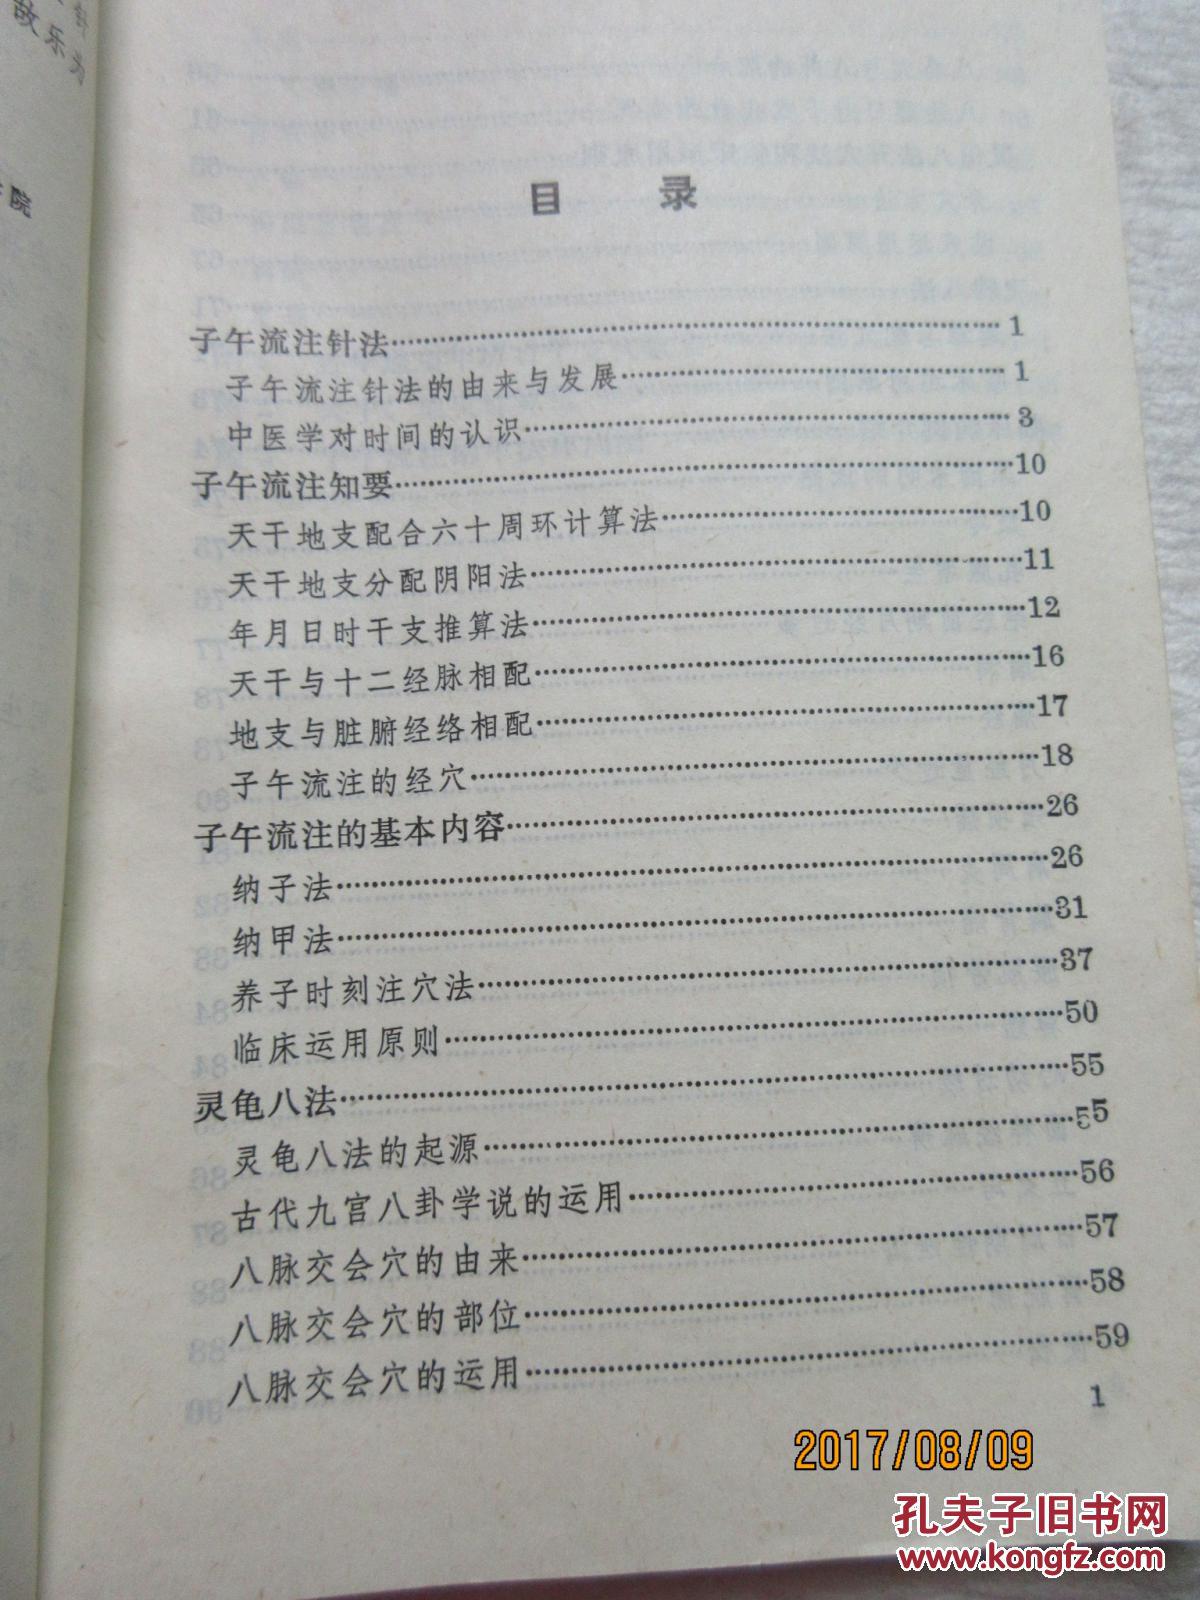 故乐为
院
目 录
子午流注针法……1
子午流注针法的由来与发展……1
中医学对时间的认识……3
子午流注知要……10
天干地支配合六十周环计算法……10
天干地支分配阴阳法……11
年月日时干支推算法……12
天干与十二经脉相配……16
地支与脏腑经络相配……17
子午流注的经穴……18
子午流注的基本内容……26
纳子法……26
纳甲法……31
养子时刻注穴法……37
临床运用原则……50
灵龟八法……55
灵龟八法的起源……55
古代九宫八卦学说的运用……56
八脉交会穴的由来……57
八脉交会穴的部位……58
八脉交会穴的运用……59
1
2017/08/09
孔夫子旧书网
www.kongfz.com